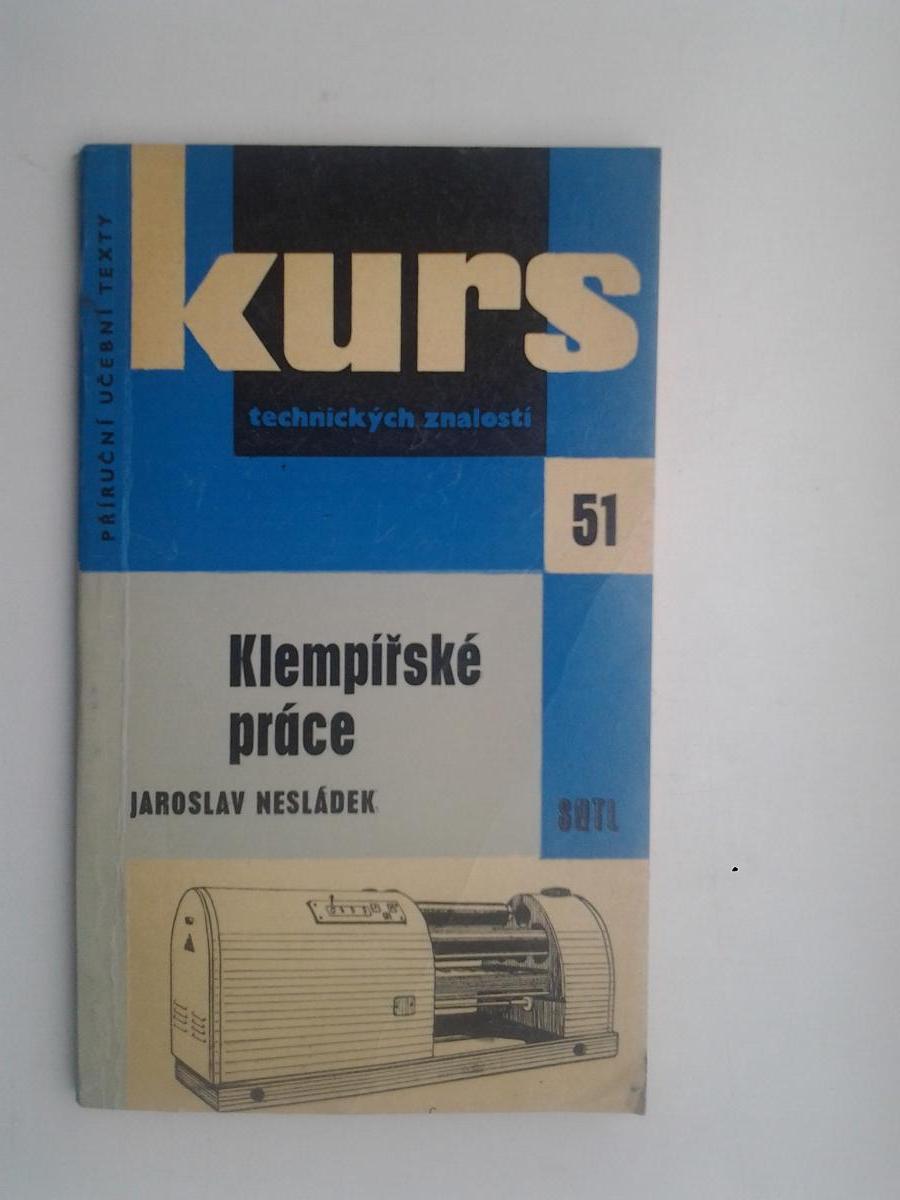 PŘÍRUČNÍ UČEBNÍ TEXTY
kurs
technických znalostí
51
Klempířské
práce
JAROSLAV NESLÁDEK
SNTL